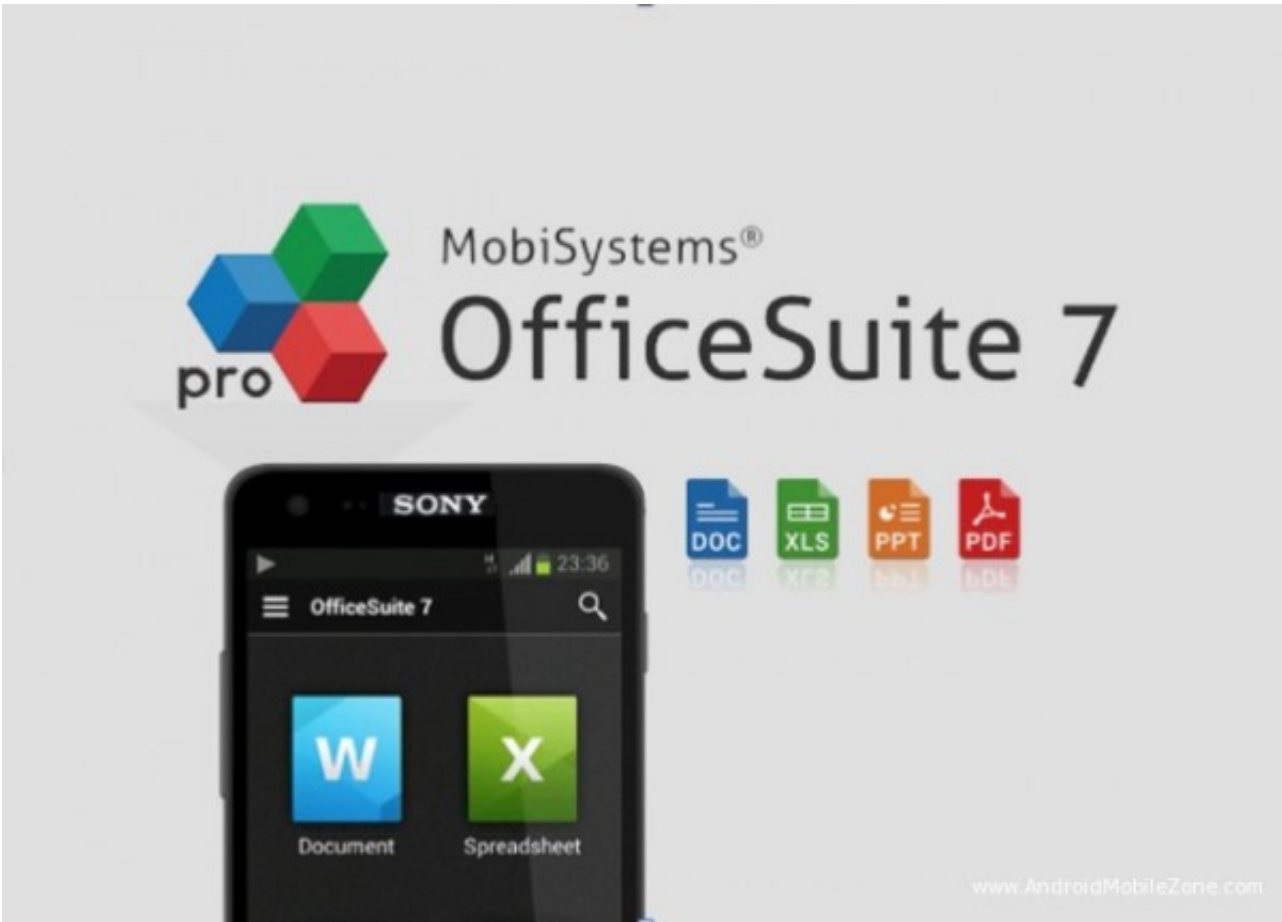 MobiSystems®
OfficeSuite 7
pro
SONY
DOC XLS PPT PDF
23:36
OfficeSuite 7
W X
Document Spreadsheet
www.AndroidMobileZone.com